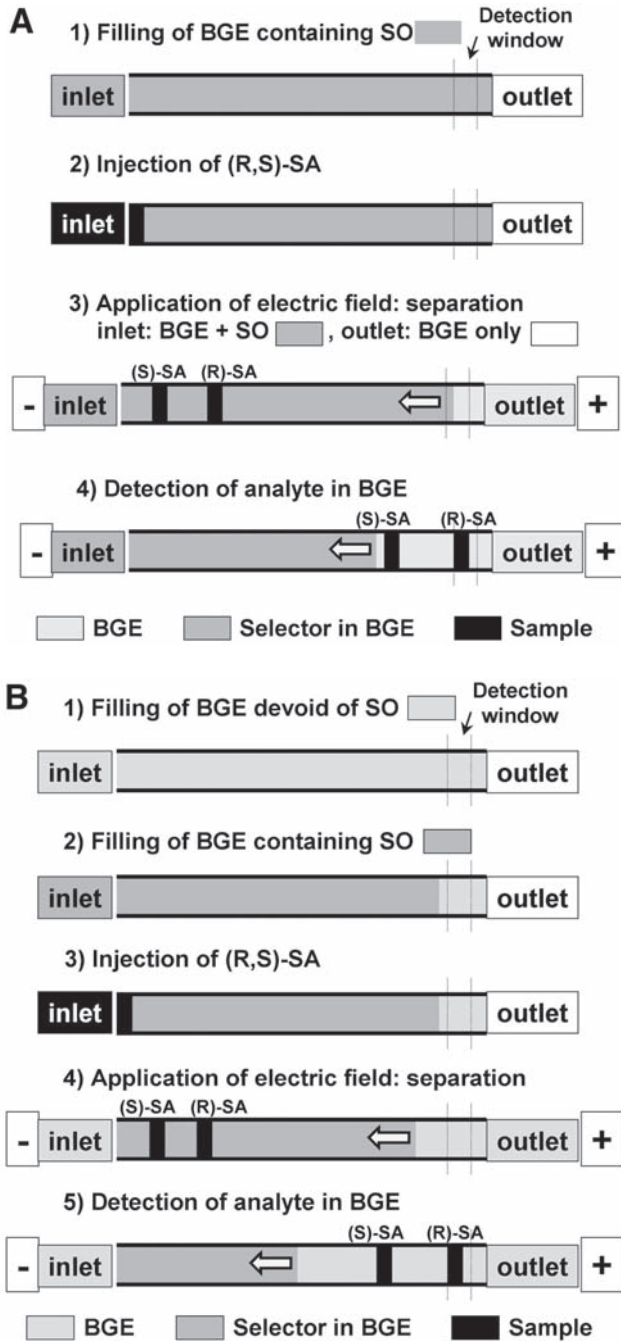 A
1) Filling of BGE containing SO
Detection
window
inlet
outlet
2) Injection of (R,S)-SA
inlet
outlet
3) Application of electric field: separation
inlet: BGE + SO , outlet: BGE only
(S)-SA (R)-SA
- inlet outlet +
4) Detection of analyte in BGE
(S)-SA (R)-SA
- inlet outlet +
BGE Selector in BGE Sample
B
1) Filling of BGE devoid of SO
Detection
window
inlet
outlet
2) Filling of BGE containing SO
inlet
outlet
3) Injection of (R,S)-SA
inlet
outlet
4) Application of electric field: separation
(S)-SA (R)-SA
- inlet outlet +
5) Detection of analyte in BGE
(S)-SA (R)-SA
- inlet outlet +
BGE Selector in BGE Sample